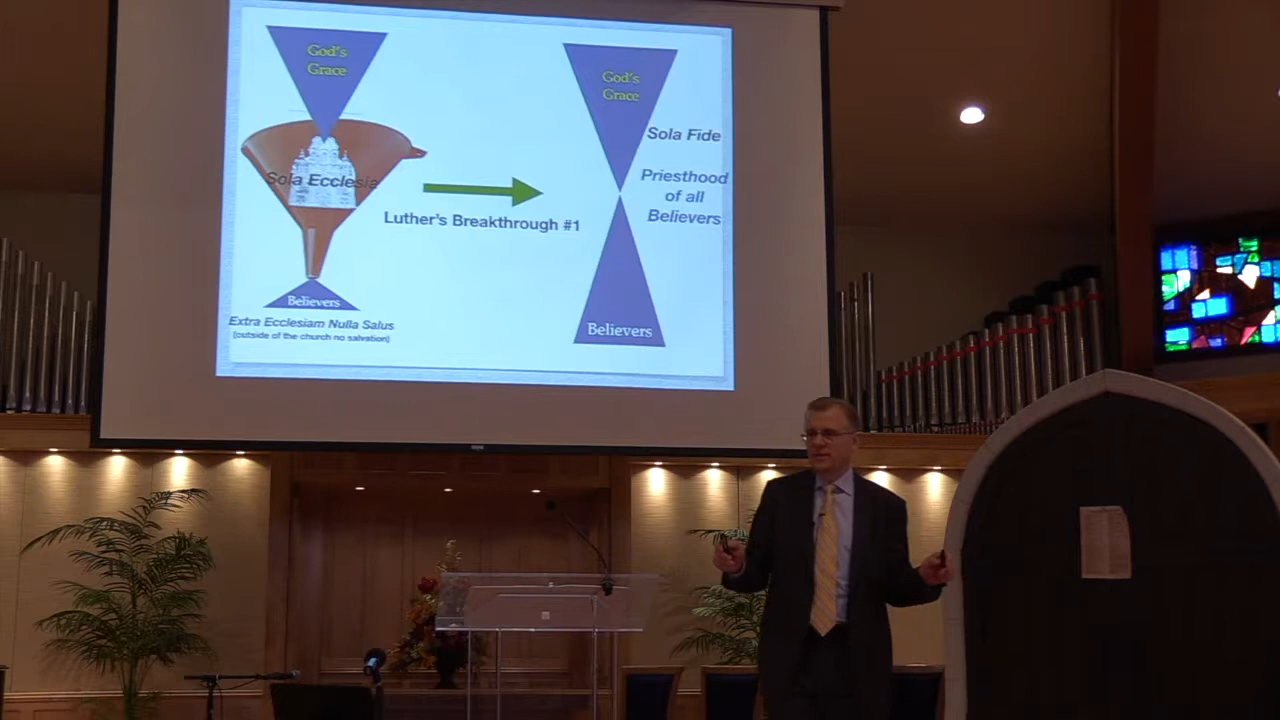 God's
Grace
Sola Ecclesia
Believers
Extra Ecclesiam Nulla Salus
(outside of the church no salvation)
Luther's Breakthrough #1
God's
Grace
Sola Fide
Priesthood
of all
Believers
Believers